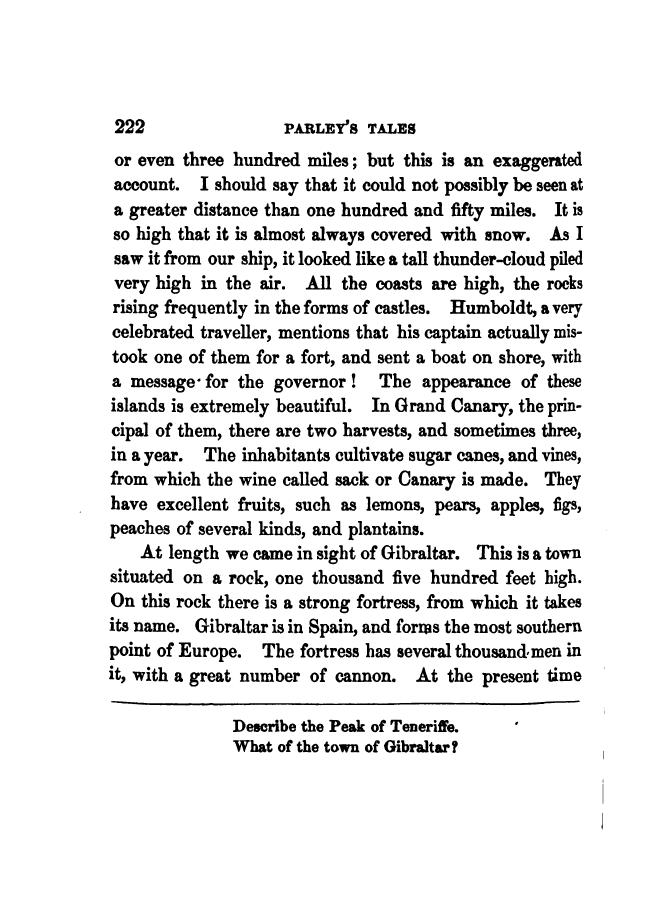 222 PARLEY'S TALES
or even three hundred miles; but this is an exaggerated
account. I should say that it could not possibly be seen at
a greater distance than one hundred and fifty miles. It is
so high that it is almost always covered with snow. As I
saw it from our ship, it looked like a tall thunder-cloud piled
very high in the air. All the coasts are high, the rocks
rising frequently in the forms of castles. Humboldt, a very
celebrated traveller, mentions that his captain actually mis-
took one of them for a fort, and sent a boat on shore, with
a message for the governor! The appearance of these
islands is extremely beautiful. In Grand Canary, the prin-
cipal of them, there are two harvests, and sometimes three,
in a year. The inhabitants cultivate sugar canes, and vines,
from which the wine called sack or Canary is made. They
have excellent fruits, such as lemons, pears, apples, figs,
peaches of several kinds, and plantains.
At length we came in sight of Gibraltar. This is a town
situated on a rock, one thousand five hundred feet high.
On this rock there is a strong fortress, from which it takes
its name. Gibraltar is in Spain, and forms the most southern
point of Europe. The fortress has several thousand men in
it, with a great number of cannon. At the present time
Describe the Peak of Teneriffe.
What of the town of Gibraltar?